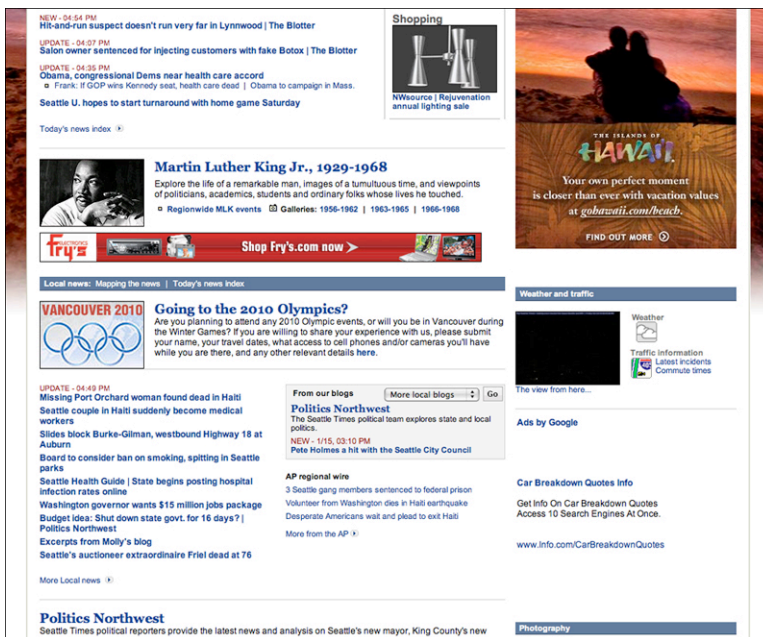 NEW - 04:54 PM
Hit-and-run suspect doesn't run very far in Lynnwood | The Blotter
UPDATE - 04:07 PM
Salon owner sentenced for injecting customers with fake Botox | The Blotter
UPDATE - 04:35 PM
Obama, congressional Dems near health care accord
Frank: If GOP wins Kennedy seat, health care dead | Obama to campaign in Mass.
Seattle U. hopes to start turnaround with home game Saturday
Today's news index
Shopping
NWsource | Rejuvenation
annual lighting sale
THE ISLANDS OF
HAWAI'I
Your own perfect moment
is closer than ever with vacation values
at gohawaii.com/beach.
FIND OUT MORE
Martin Luther King Jr., 1929-1968
Explore the life of a remarkable man, images of a tumultuous time, and viewpoints
of politicians, academics, students and ordinary folks whose lives he touched.
Regionwide MLK events Galleries: 1956-1962 | 1963-1965 | 1966-1968
Fry's ELECTRONICS
Shop Fry's.com now >
Local news: Mapping the news | Today's news index
VANCOUVER 2010
Going to the 2010 Olympics?
Are you planning to attend any 2010 Olympic events, or will you be in Vancouver during
the Winter Games? If you are willing to share your experience with us, please submit
your name, your travel dates, what access to cell phones and/or cameras you'll have
while you are there, and any other relevant details here.
UPDATE - 04:49 PM
Missing Port Orchard woman found dead in Haiti
Seattle couple in Haiti suddenly become medical
workers
Slides block Burke-Gilman, westbound Highway 18 at
Auburn
Board to consider ban on smoking, spitting in Seattle
parks
Seattle Health Guide | State begins posting hospital
infection rates online
Washington governor wants $15 million jobs package
Budget idea: Shut down state govt. for 16 days? |
Politics Northwest
Excerpts from Molly's blog
Seattle's auctioneer extraordinaire Friel dead at 76
More Local news
From our blogs More local blogs Go
Politics Northwest
The Seattle Times political team explores state and local
politics.
NEW - 1/15, 03:10 PM
Pete Holmes a hit with the Seattle City Council
AP regional wire
3 Seattle gang members sentenced to federal prison
Volunteer from Washington dies in Haiti earthquake
Desperate Americans wait and plead to exit Haiti
More from the AP
Weather and traffic
Weather
Traffic information
Latest incidents
Commute times
The view from here...
Ads by Google
Car Breakdown Quotes Info
Get Info On Car Breakdown Quotes
Access 10 Search Engines At Once.
www.Info.com/CarBreakdownQuotes
Photography
Politics Northwest
Seattle Times political reporters provide the latest news and analysis on Seattle's new mayor, King County's new